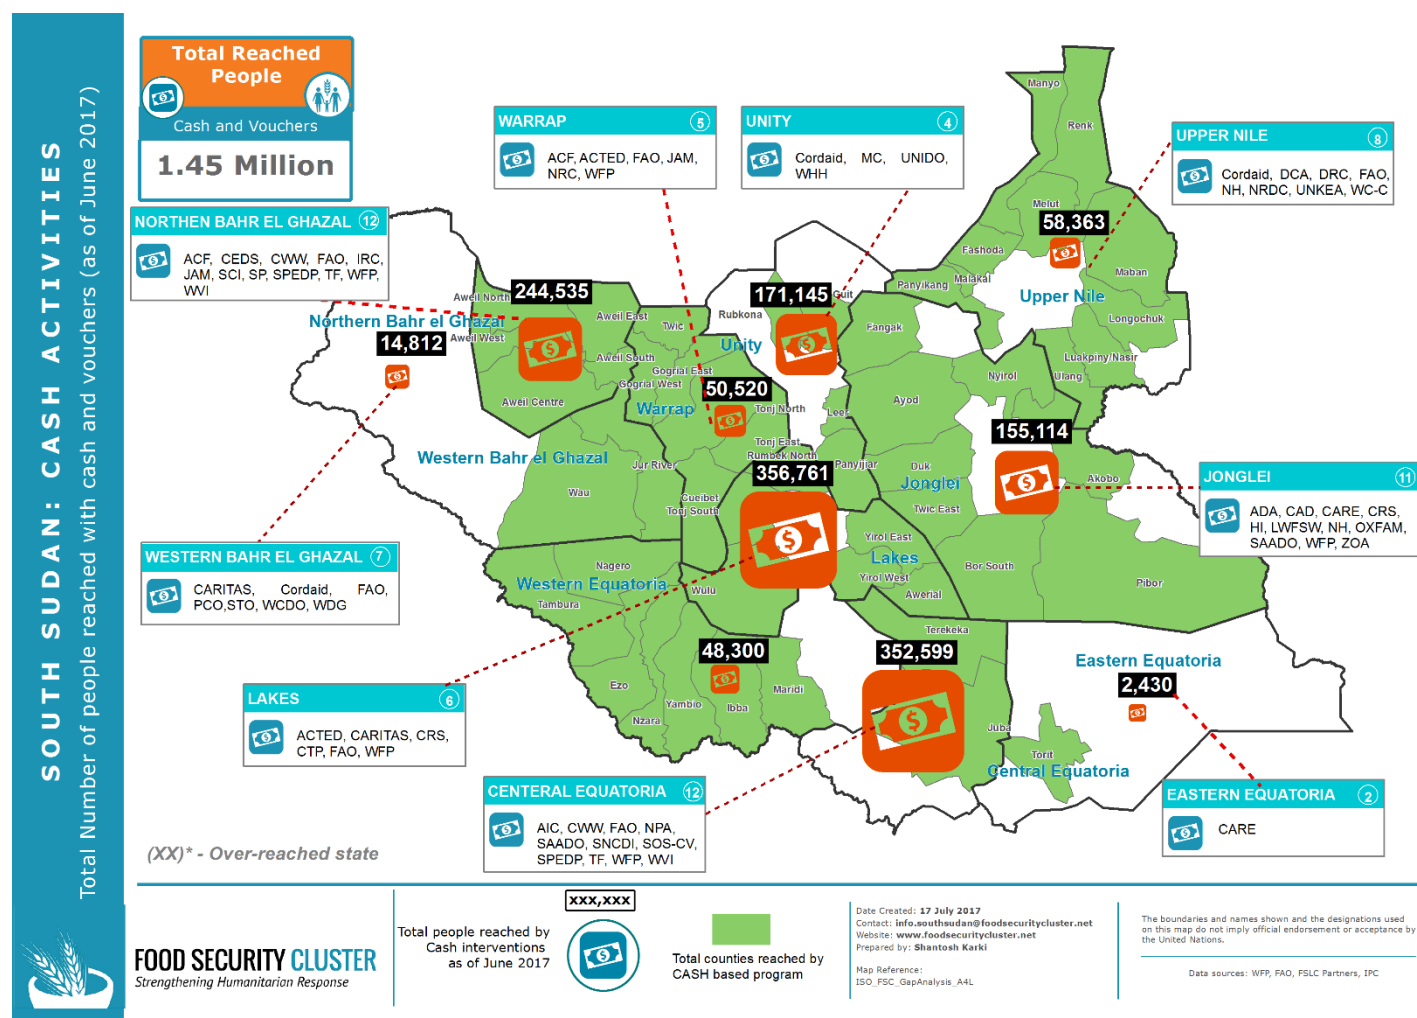 SOUTH SUDAN: CASH ACTIVITIES
Total Number of people reached with cash and vouchers (as of June 2017)
Total Reached
People
Cash and Vouchers
1.45 Million
WARRAP 5
ACF, ACTED, FAO, JAM,
NRC, WFP
UNITY 4
Cordaid, MC, UNIDO,
WHH
UPPER NILE 8
Cordaid, DCA, DRC, FAO,
NH, NRDC, UNKEA, WC-C
NORTHEN BAHR EL GHAZAL 12
ACF, CEDS, CWW, FAO, IRC,
JAM, SCI, SP, SPEDP, TF, WFP,
WVI
Manyo
Renk
Melut
58,363
Fashoda
Malakal
Panyikang
Maban
Upper Nile
Longochuk
Luakpiny/Nasir
Ulang
Aweil North
244,535
Northern Bahr el Ghazal
14,812
Aweil West
Aweil East
Aweil South
Aweil Centre
Twic
Gogrial East
Gogrial West
Warrap
50,520
Tonj North
Tonj East
Rumbek North
171,145
Guit
Rubkona
Unity
Leer
Panyijiar
Fangak
Nyirol
Ayod
155,114
Duk
Jonglei
Akobo
Twic East
Western Bahr el Ghazal
Jur River
Wau
356,761
Cueibet
Tonj South
JONGLEI 11
ADA, CAD, CARE, CRS,
HI, LWFSW, NH, OXFAM,
SAADO, WFP, ZOA
WESTERN BAHR EL GHAZAL 7
CARITAS, Cordaid, FAO,
PCO,STO, WCDO, WDG
Yirol East
Lakes
Yirol West
Awerial
Bor South
Pibor
Nagero
Western Equatoria
Tambura
Wulu
Terekeka
48,300
352,599
Eastern Equatoria
2,430
Ezo
Yambio
Nzara
Ibba
Maridi
Juba
Torit
Central Equatoria
LAKES 6
ACTED, CARITAS, CRS,
CTP, FAO, WFP
CENTERAL EQUATORIA 12
AIC, CWW, FAO, NPA,
SAADO, SNCDI, SOS-CV,
SPEDP, TF, WFP, WVI
EASTERN EQUATORIA 2
CARE
(XX)* - Over-reached state
FOOD SECURITY CLUSTER
Strengthening Humanitarian Response
xxx,xxx
Total people reached by
Cash interventions
as of June 2017
Total counties reached by
CASH based program
Date Created: 17 July 2017
Contact: info.southsudan@foodsecuritycluster.net
Website: www.foodsecuritycluster.net
Prepared by: Shantosh Karki
Map Reference:
ISO_FSC_GapAnalysis_A4L
The boundaries and names shown and the designations used
on this map do not imply official endorsement or acceptance by
the United Nations.
Data sources: WFP, FAO, FSLC Partners, IPC